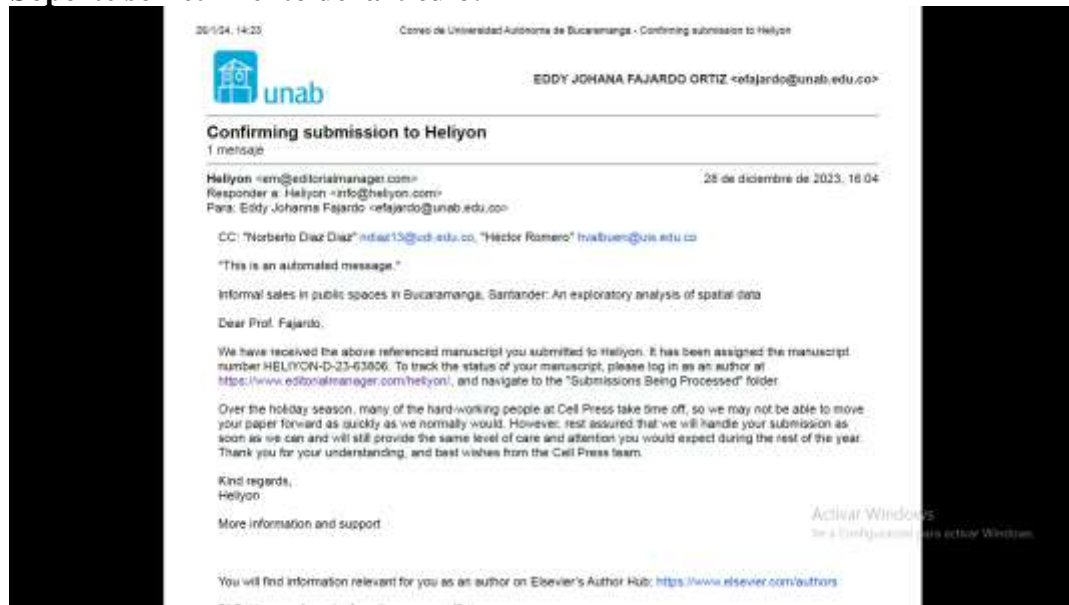 26/1/24, 14:23
Correo de Universidad Autónoma de Bucaramanga - Confirming submission to Heliyon
unab
EDDY JOHANA FAJARDO ORTIZ <efajardo@unab.edu.co>
Confirming submission to Heliyon
1 mensaje
Heliyon <em@editorialmanager.com>
28 de diciembre de 2023, 16:04
Responder a: Heliyon <info@heliyon.com>
Para: Eddy Johanna Fajardo <efajardo@unab.edu.co>
CC: "Norberto Diaz Diaz" ndiaz13@udi.edu.co, "Héctor Romero" hvalbuen@uis.edu.co
"This is an automated message."
Informal sales in public spaces in Bucaramanga, Santander: An exploratory analysis of spatial data
Dear Prof. Fajardo,
We have received the above referenced manuscript you submitted to Heliyon. It has been assigned the manuscript
number HELIYON-D-23-63806. To track the status of your manuscript, please log in as an author at
https://www.editorialmanager.com/heliyon/, and navigate to the "Submissions Being Processed" folder.
Over the holiday season, many of the hard-working people at Cell Press take time off, so we may not be able to move
your paper forward as quickly as we normally would. However, rest assured that we will handle your submission as
soon as we can and will still provide the same level of care and attention you would expect during the rest of the year.
Thank you for your understanding, and best wishes from the Cell Press team.
Kind regards,
Heliyon
More information and support
Activar Windows
Ve a Configuración para activar Windows.
You will find information relevant for you as an author on Elsevier's Author Hub: https://www.elsevier.com/authors